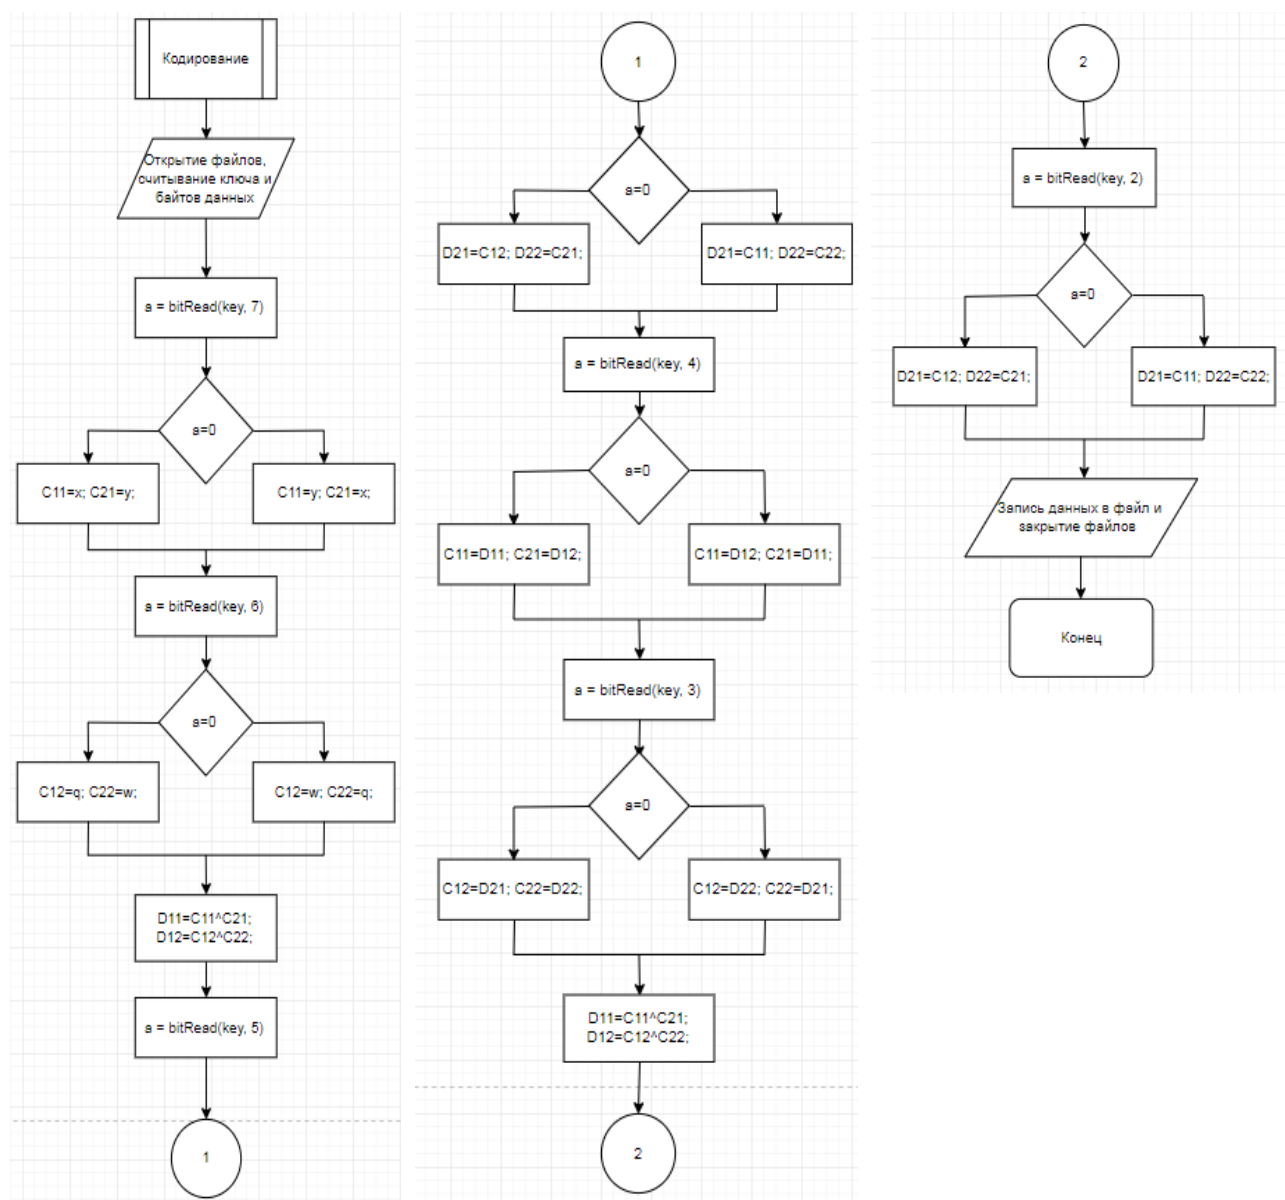 Кодирование
Открытие файлов,
считывание ключа и
байтов данных
a = bitRead(key, 7)
a=0
C11=x; C21=y;
C11=y; C21=x;
a = bitRead(key, 6)
a=0
C12=q; C22=w;
C12=w; C22=q;
D11=C11^C21;
D12=C12^C22;
a = bitRead(key, 5)
1
1
a=0
D21=C12; D22=C21;
D21=C11; D22=C22;
a = bitRead(key, 4)
a=0
C11=D11; C21=D12;
C11=D12; C21=D11;
a = bitRead(key, 3)
a=0
C12=D21; C22=D22;
C12=D22; C22=D21;
D11=C11^C21;
D12=C12^C22;
2
2
a = bitRead(key, 2)
a=0
D21=C12; D22=C21;
D21=C11; D22=C22;
Запись данных в файл и
закрытие файлов
Конец